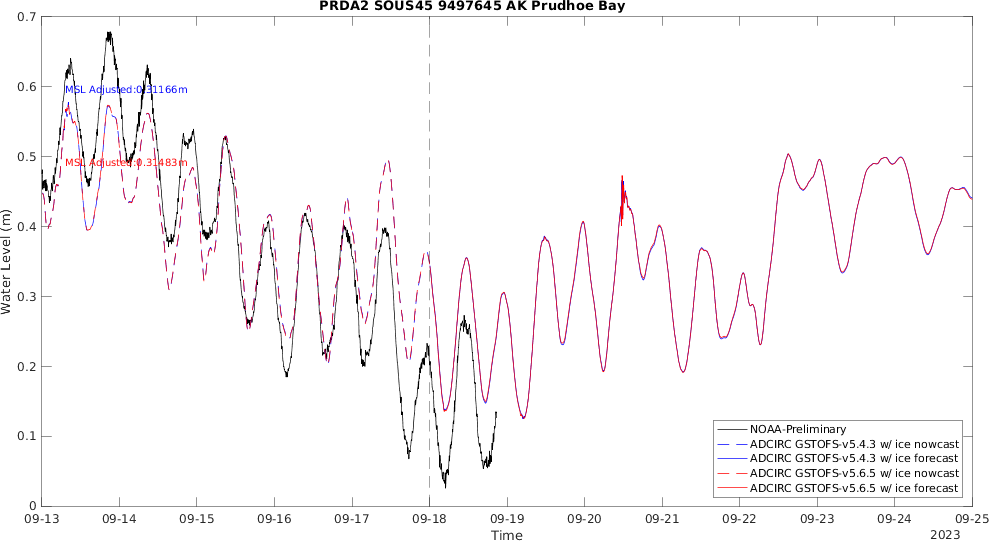 PRDA2 SOUS45 9497645 AK Prudhoe Bay
0.7
0.6
0.5
0.4
0.3
0.2
0.1
0
Water Level (m)
MSL Adjusted:0.31166m
MSL Adjusted:0.31483m
NOAA-Preliminary
ADCIRC GSTOFS-v5.4.3 w/ ice nowcast
ADCIRC GSTOFS-v5.4.3 w/ ice forecast
ADCIRC GSTOFS-v5.6.5 w/ ice nowcast
ADCIRC GSTOFS-v5.6.5 w/ ice forecast
09-13 09-14 09-15 09-16 09-17 09-18 09-19 09-20 09-21 09-22 09-23 09-24 09-25
Time
2023